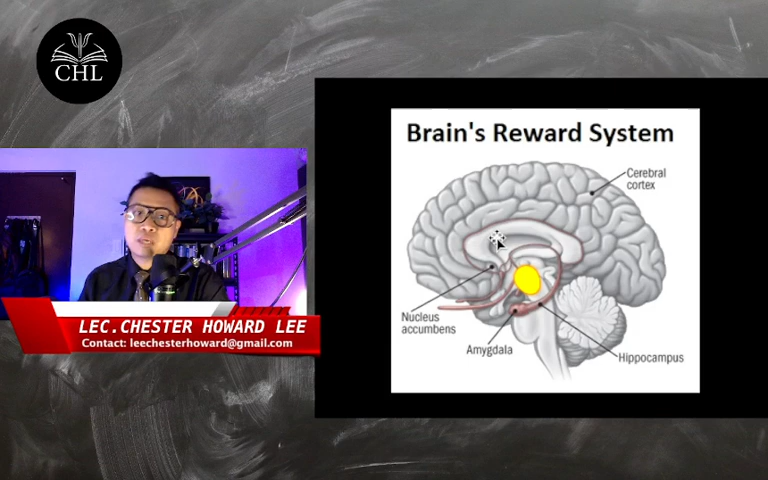 CHL
Brain's Reward System
Cerebral
cortex
Nucleus
accumbens
Amygdala
Hippocampus
LEC.CHESTER HOWARD LEE
Contact: leechesterhoward@gmail.com